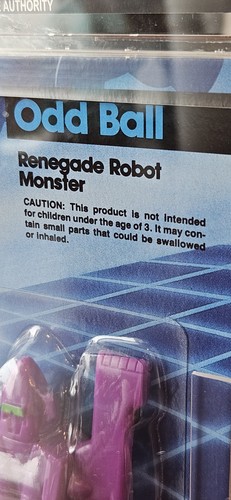 AUTHORITY
Odd Ball
Renegade Robot
Monster
CAUTION: This product is not intended
for children under the age of 3. It may con-
tain small parts that could be swallowed
or inhaled.